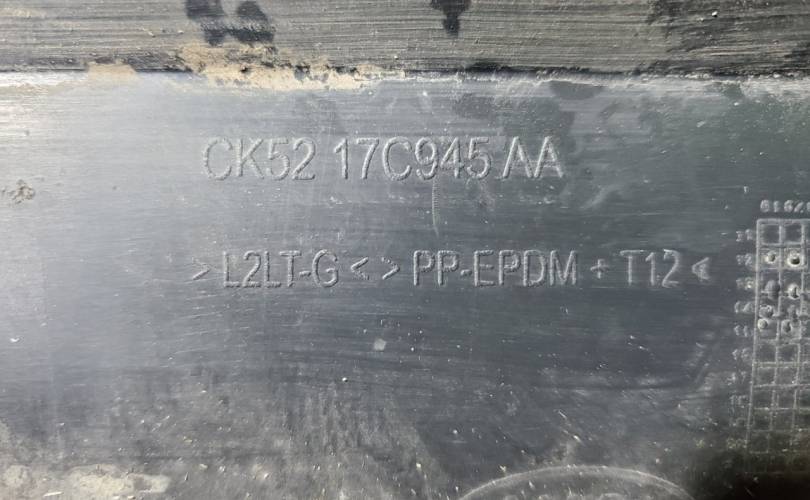 CK52 17C945 AA
> L2LT-G < > PP-EPDM + T12 <